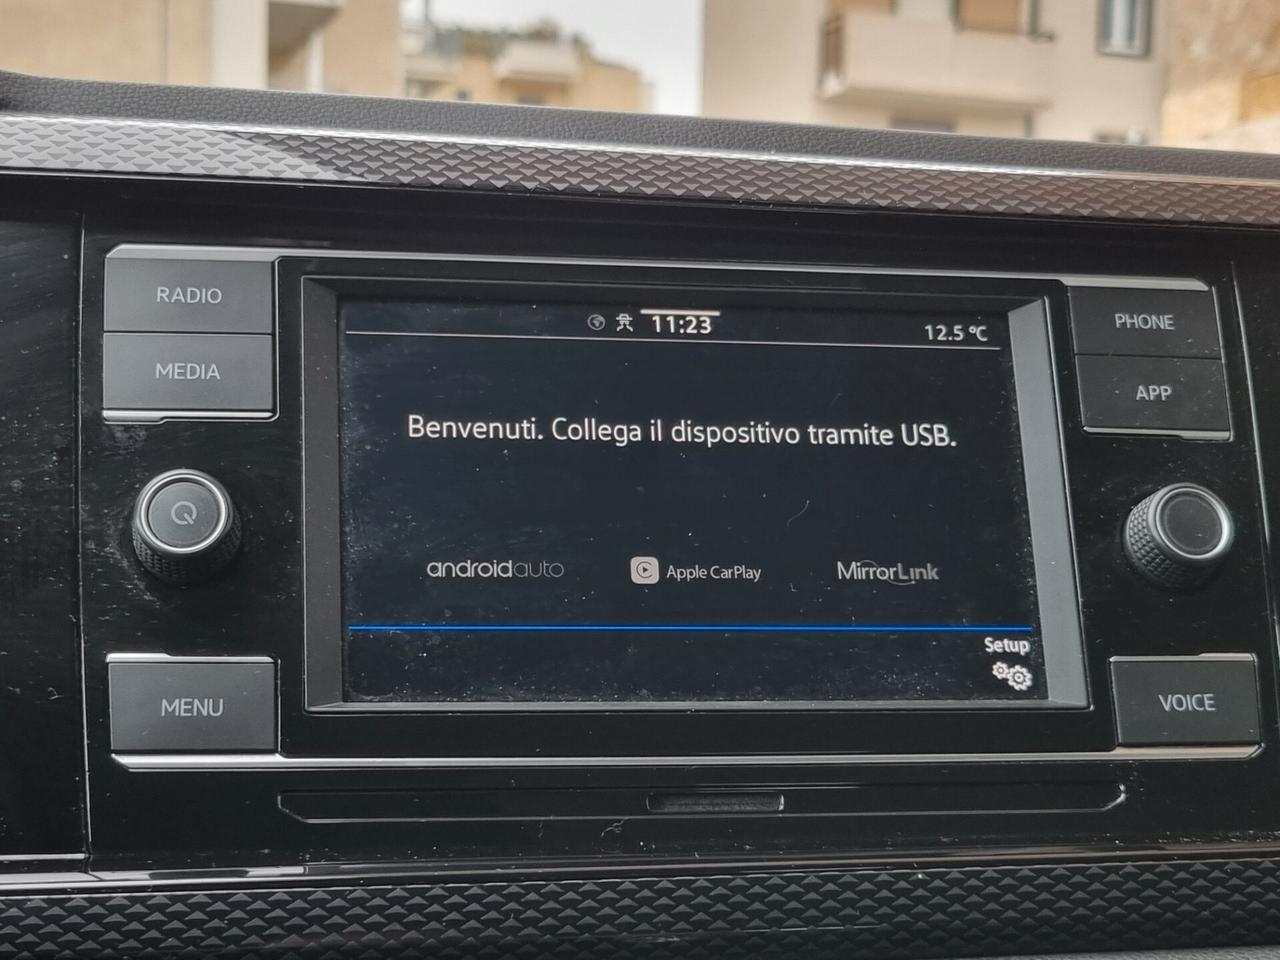 RADIO
MEDIA
MENU
11:23
12.5 °C
Benvenuti. Collega il dispositivo tramite USB.
androidauto
Apple CarPlay
MirrorLink
Setup
PHONE
APP
VOICE